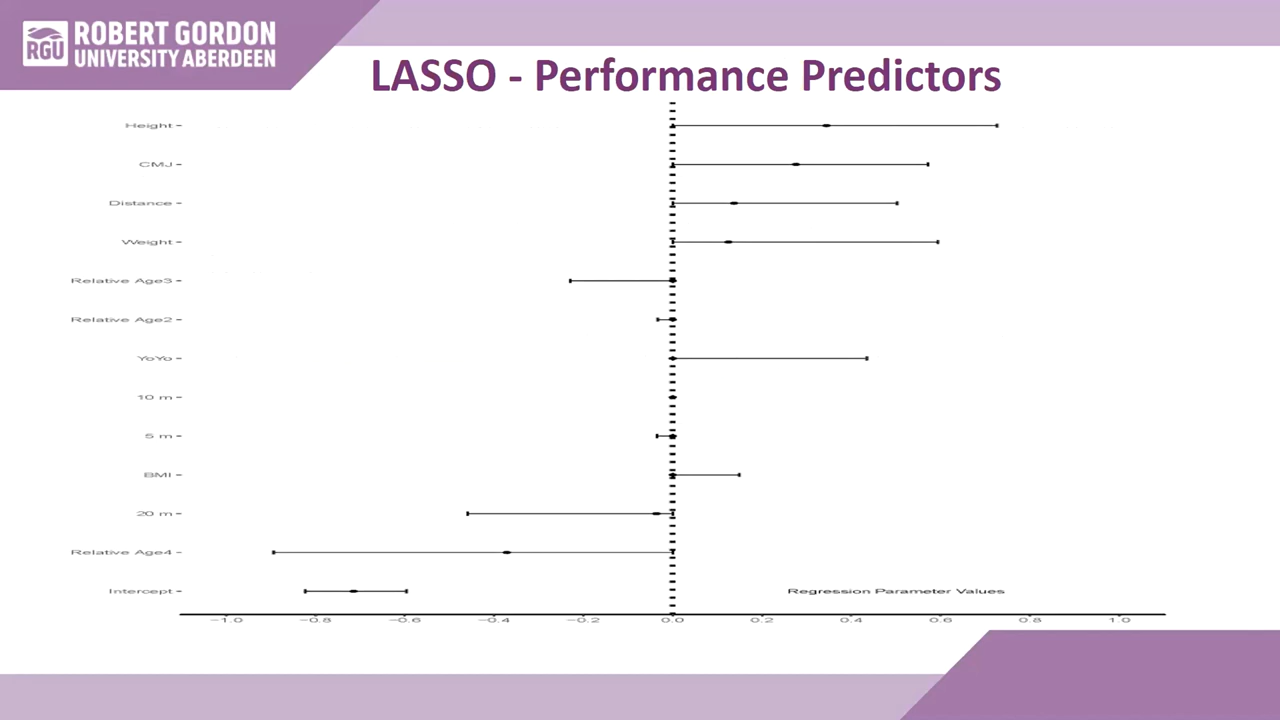 RGU
ROBERT GORDON
UNIVERSITY ABERDEEN
LASSO - Performance Predictors
Height
CMJ
Distance
Weight
Relative Age3
Relative Age2
YoYo
10 m
5 m
BMI
20 m
Relative Age4
Intercept
Regression Parameter Values
−1.0 −0.8 −0.6 −0.4 −0.2 0.0 0.2 0.4 0.6 0.8 1.0